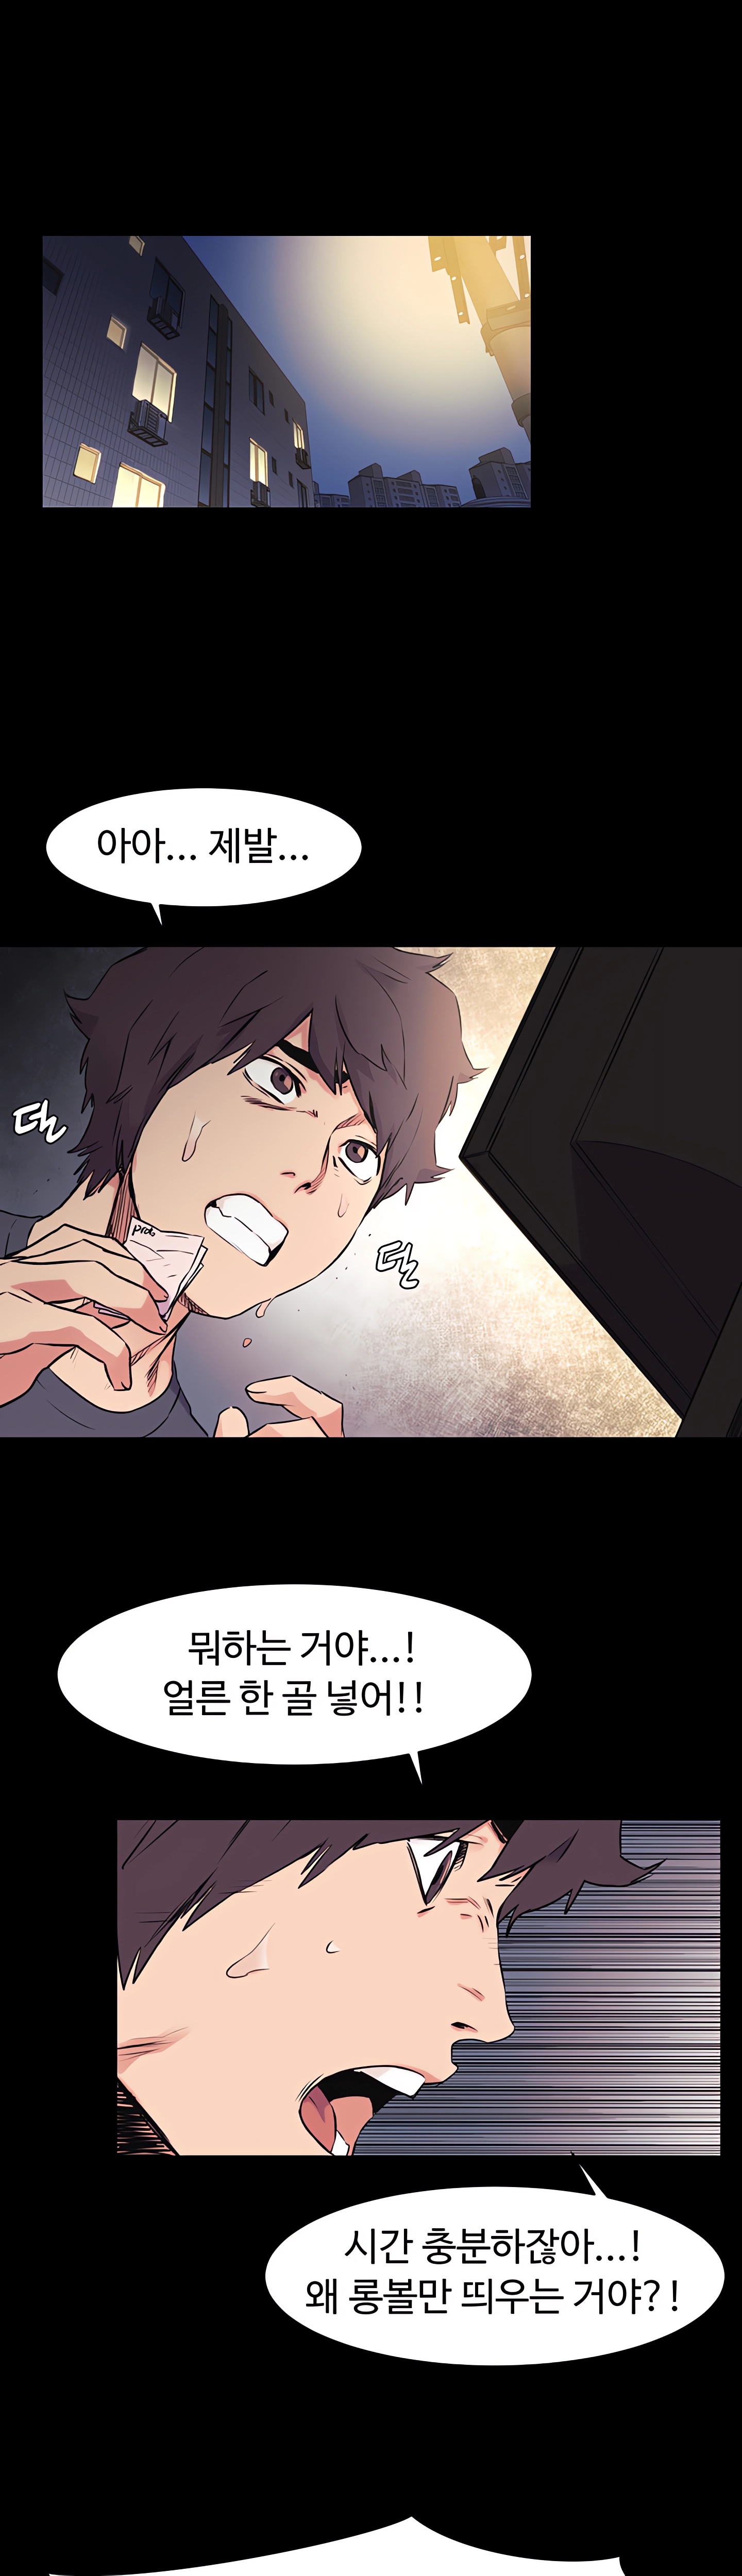 아아... 제발...
덜
prot
덜
뭐하는 거야...!
얼른 한 골 넣어!!
시간 충분하잖아...!
왜 롱볼만 띄우는 거야?!